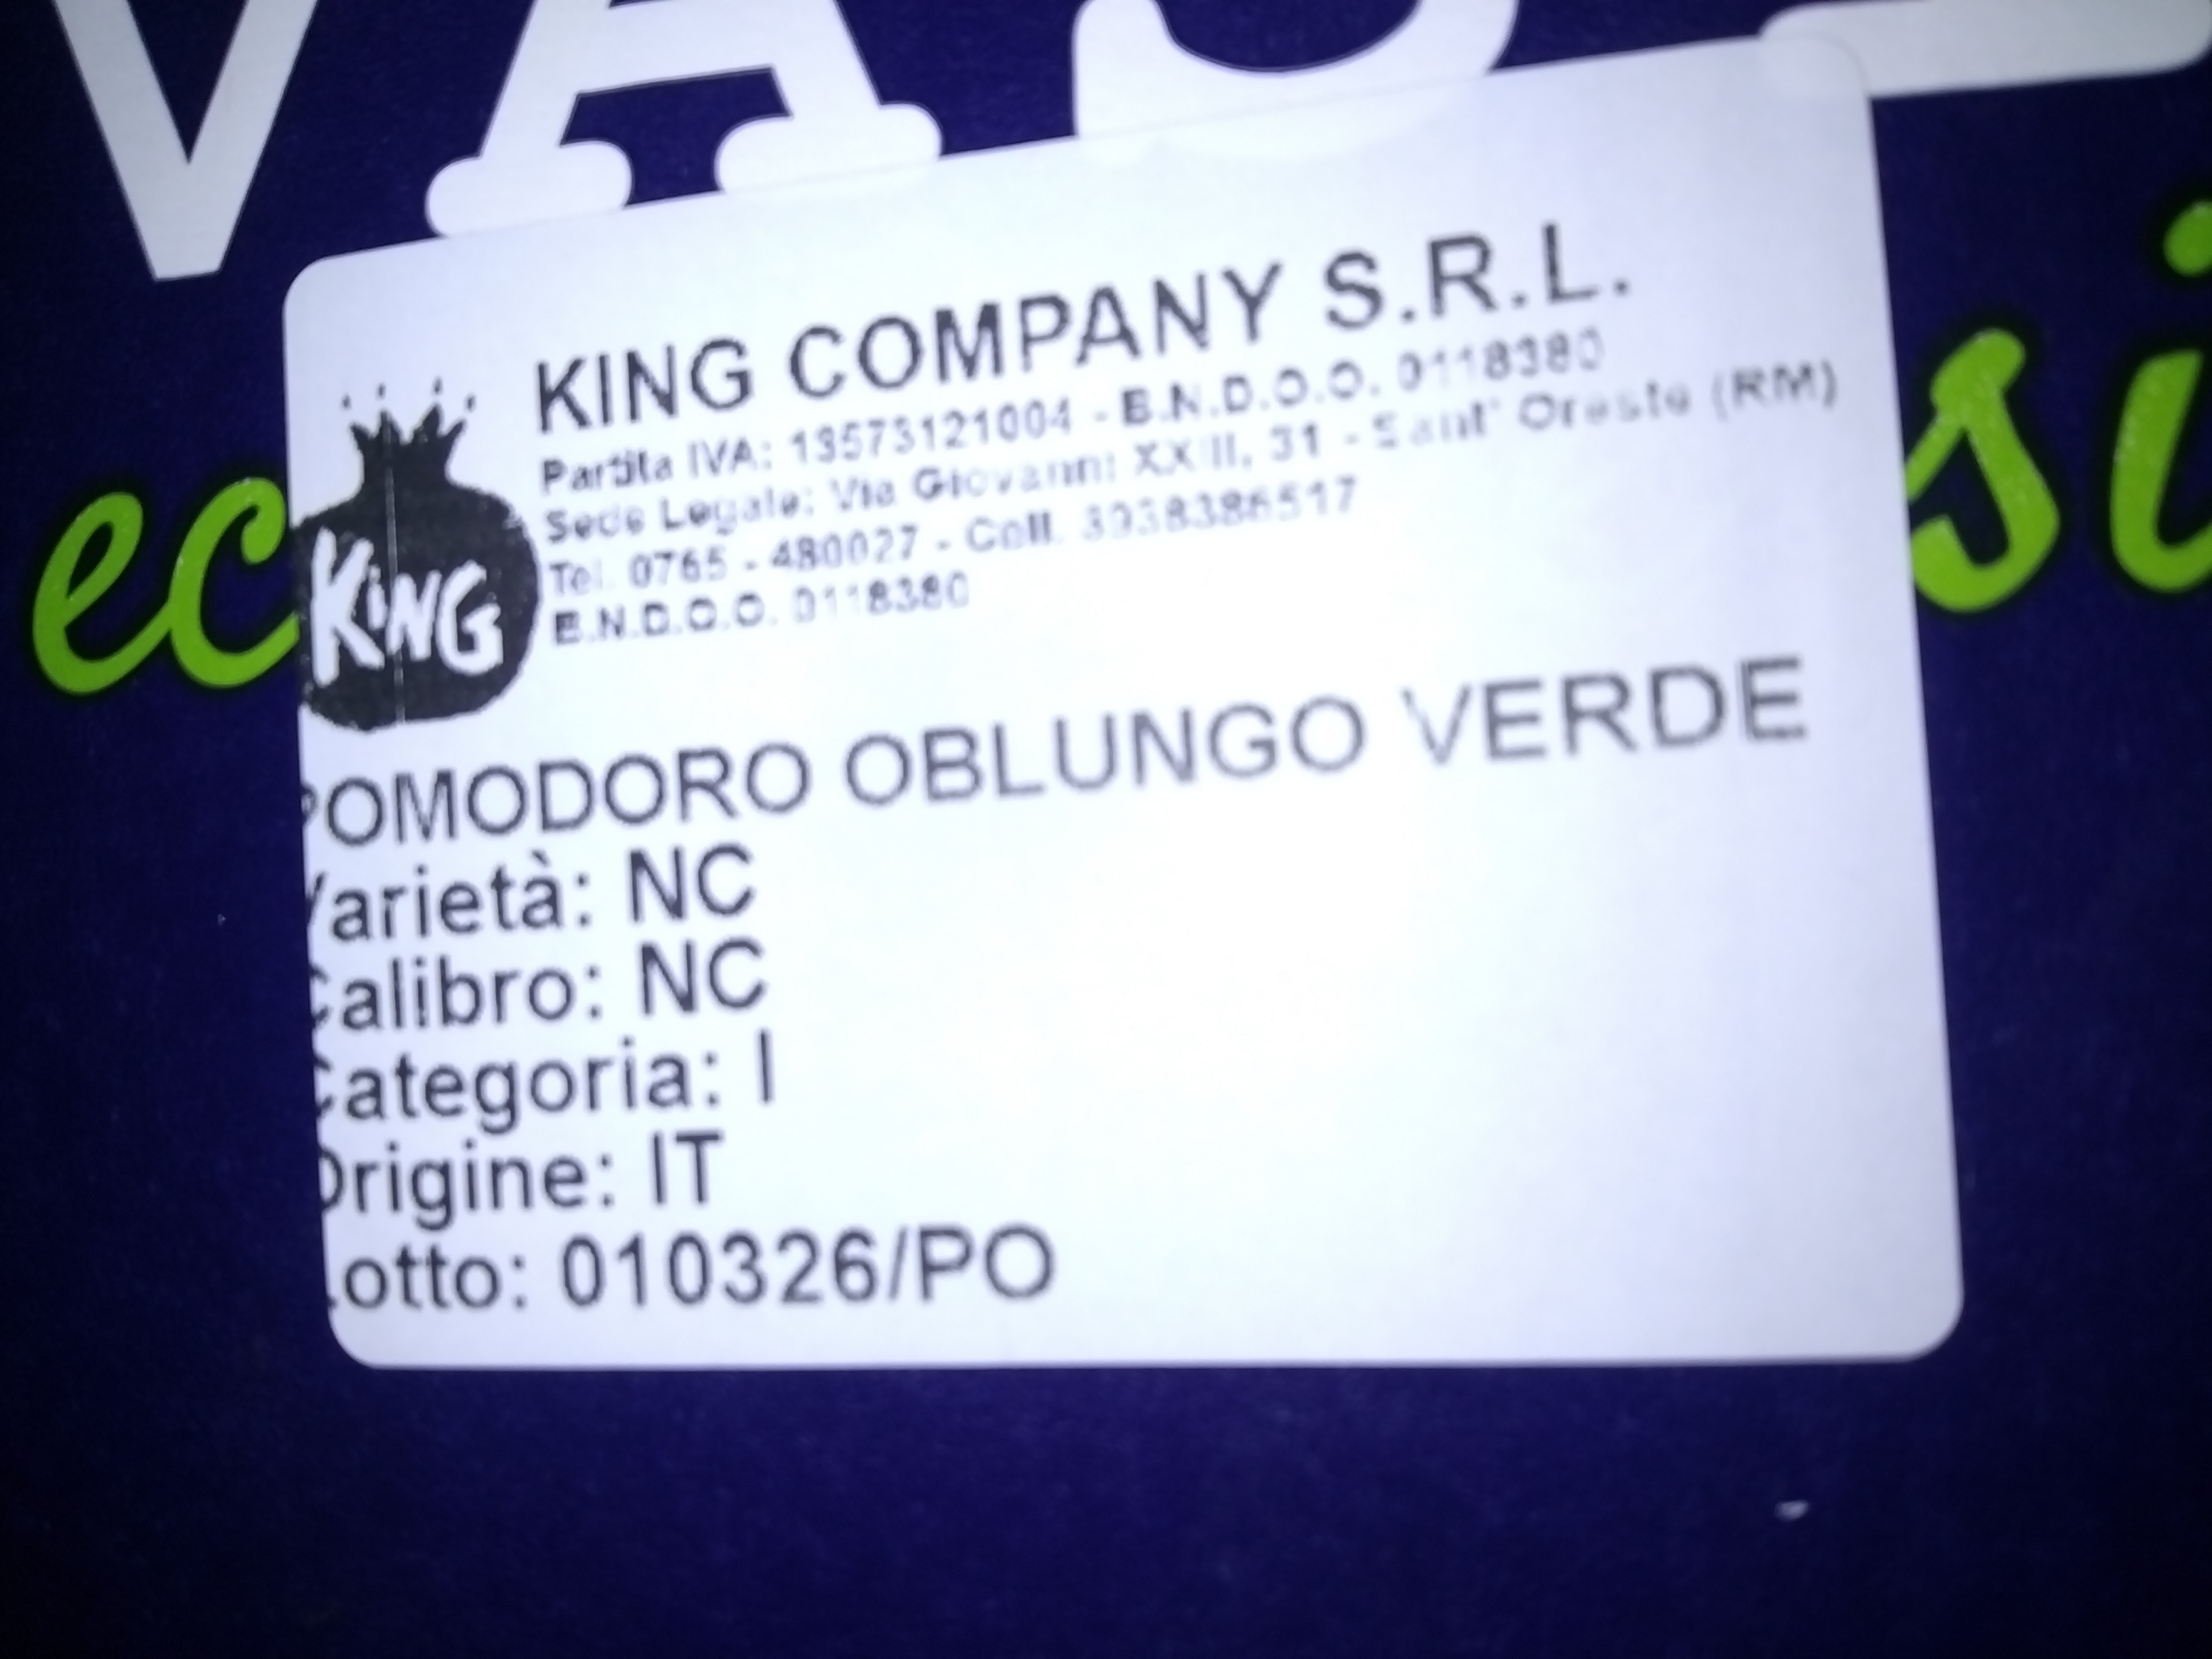 KING COMPANY S.R.L.
Partita IVA: 13573121004 - B.N.D.O.O. 0118380
Sede Legale: Via Giovanni XXIII, 31 - Sant' Oreste (RM)
Tel. 0765 - 480027 - Cell. 3938386517
B.N.D.O.O. 0118380
KING
POMODORO OBLUNGO VERDE
Varietà: NC
Calibro: NC
Categoria: I
Origine: IT
Lotto: 010326/PO